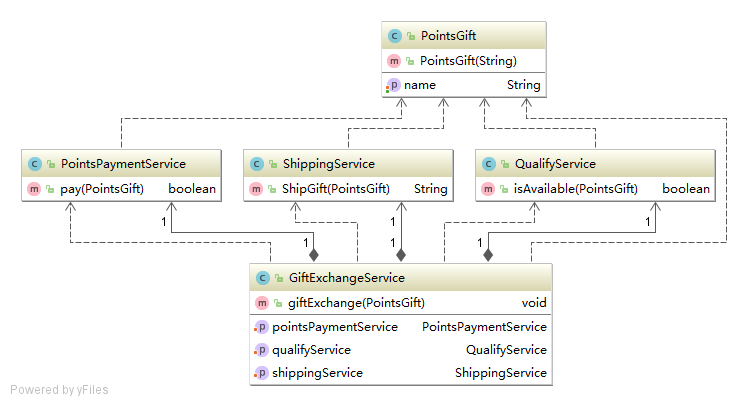 C PointsGift
m PointsGift(String)
p name String
C PointsPaymentService
m pay(PointsGift) boolean
C ShippingService
m ShipGift(PointsGift) String
C QualifyService
m isAvailable(PointsGift) boolean
1 1 1
1 1 1
C GiftExchangeService
m giftExchange(PointsGift) void
p pointsPaymentService PointsPaymentService
p qualifyService QualifyService
p shippingService ShippingService
Powered by yFiles